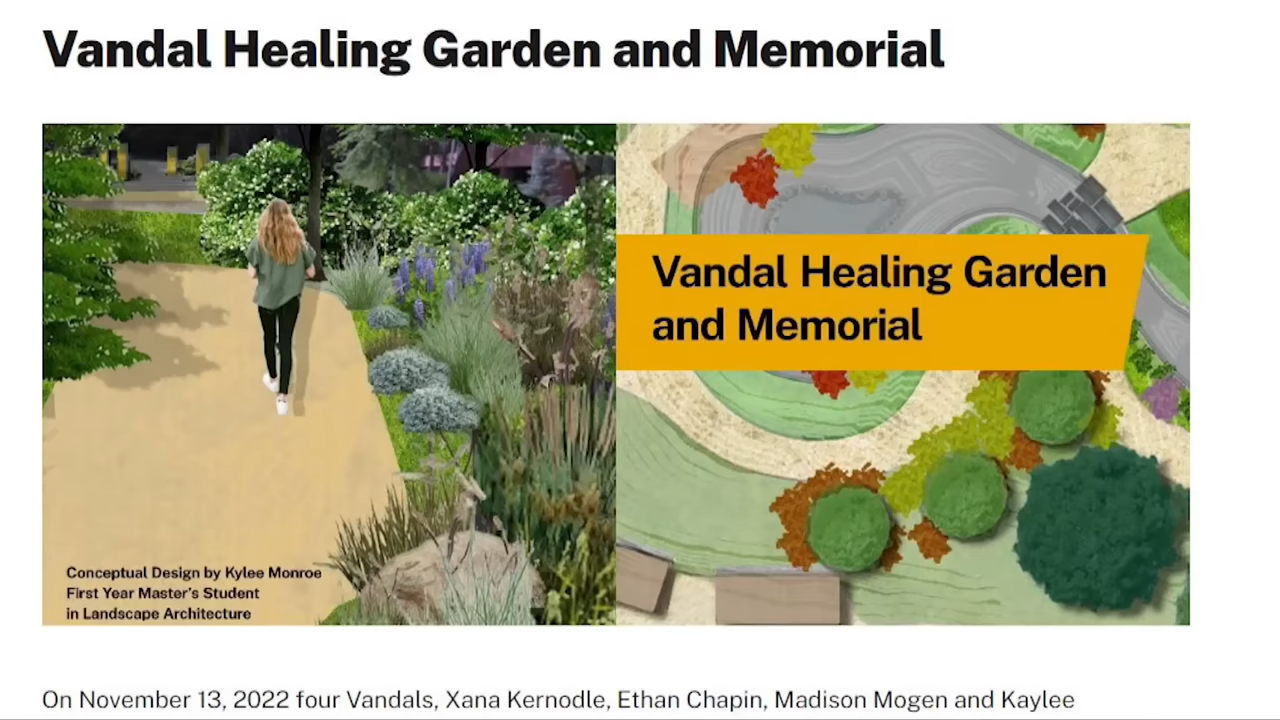 Vandal Healing Garden and Memorial
Vandal Healing Garden
and Memorial
Conceptual Design by Kylee Monroe
First Year Master's Student
in Landscape Architecture
On November 13, 2022 four Vandals, Xana Kernodle, Ethan Chapin, Madison Mogen and Kaylee